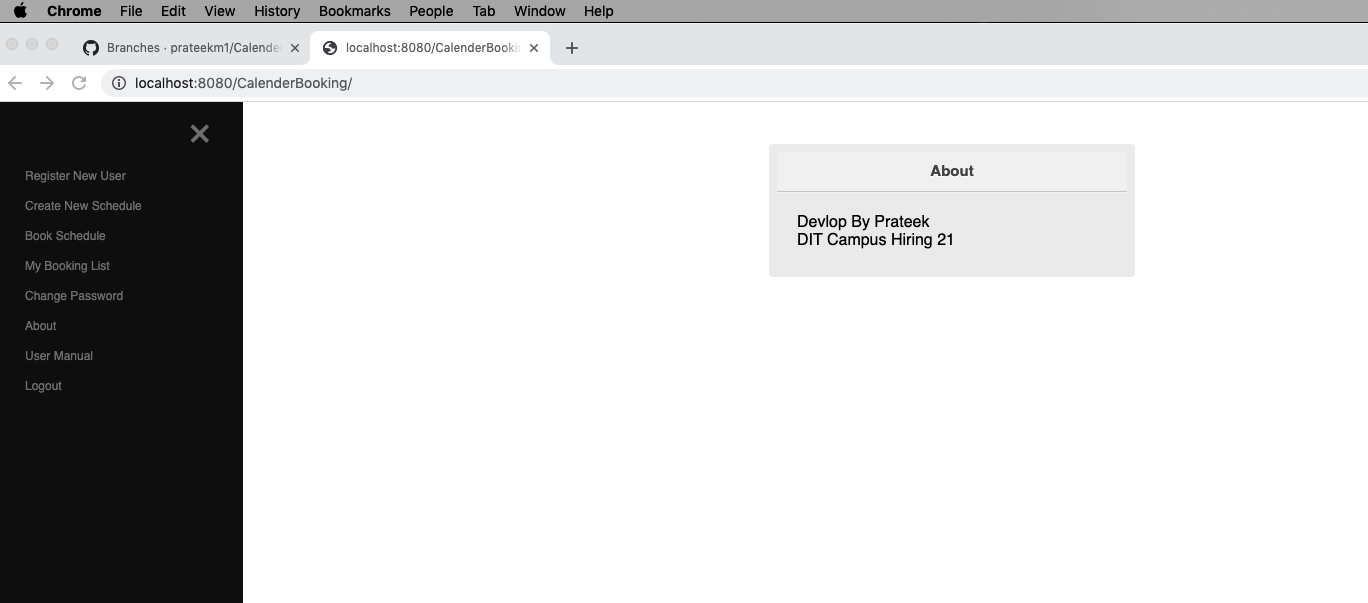 Chrome File Edit View History Bookmarks People Tab Window Help
Branches · prateekm1/Calende
localhost:8080/CalenderBooki
localhost:8080/CalenderBooking/
Register New User
Create New Schedule
Book Schedule
My Booking List
Change Password
About
User Manual
Logout
About
Devlop By Prateek
DIT Campus Hiring 21